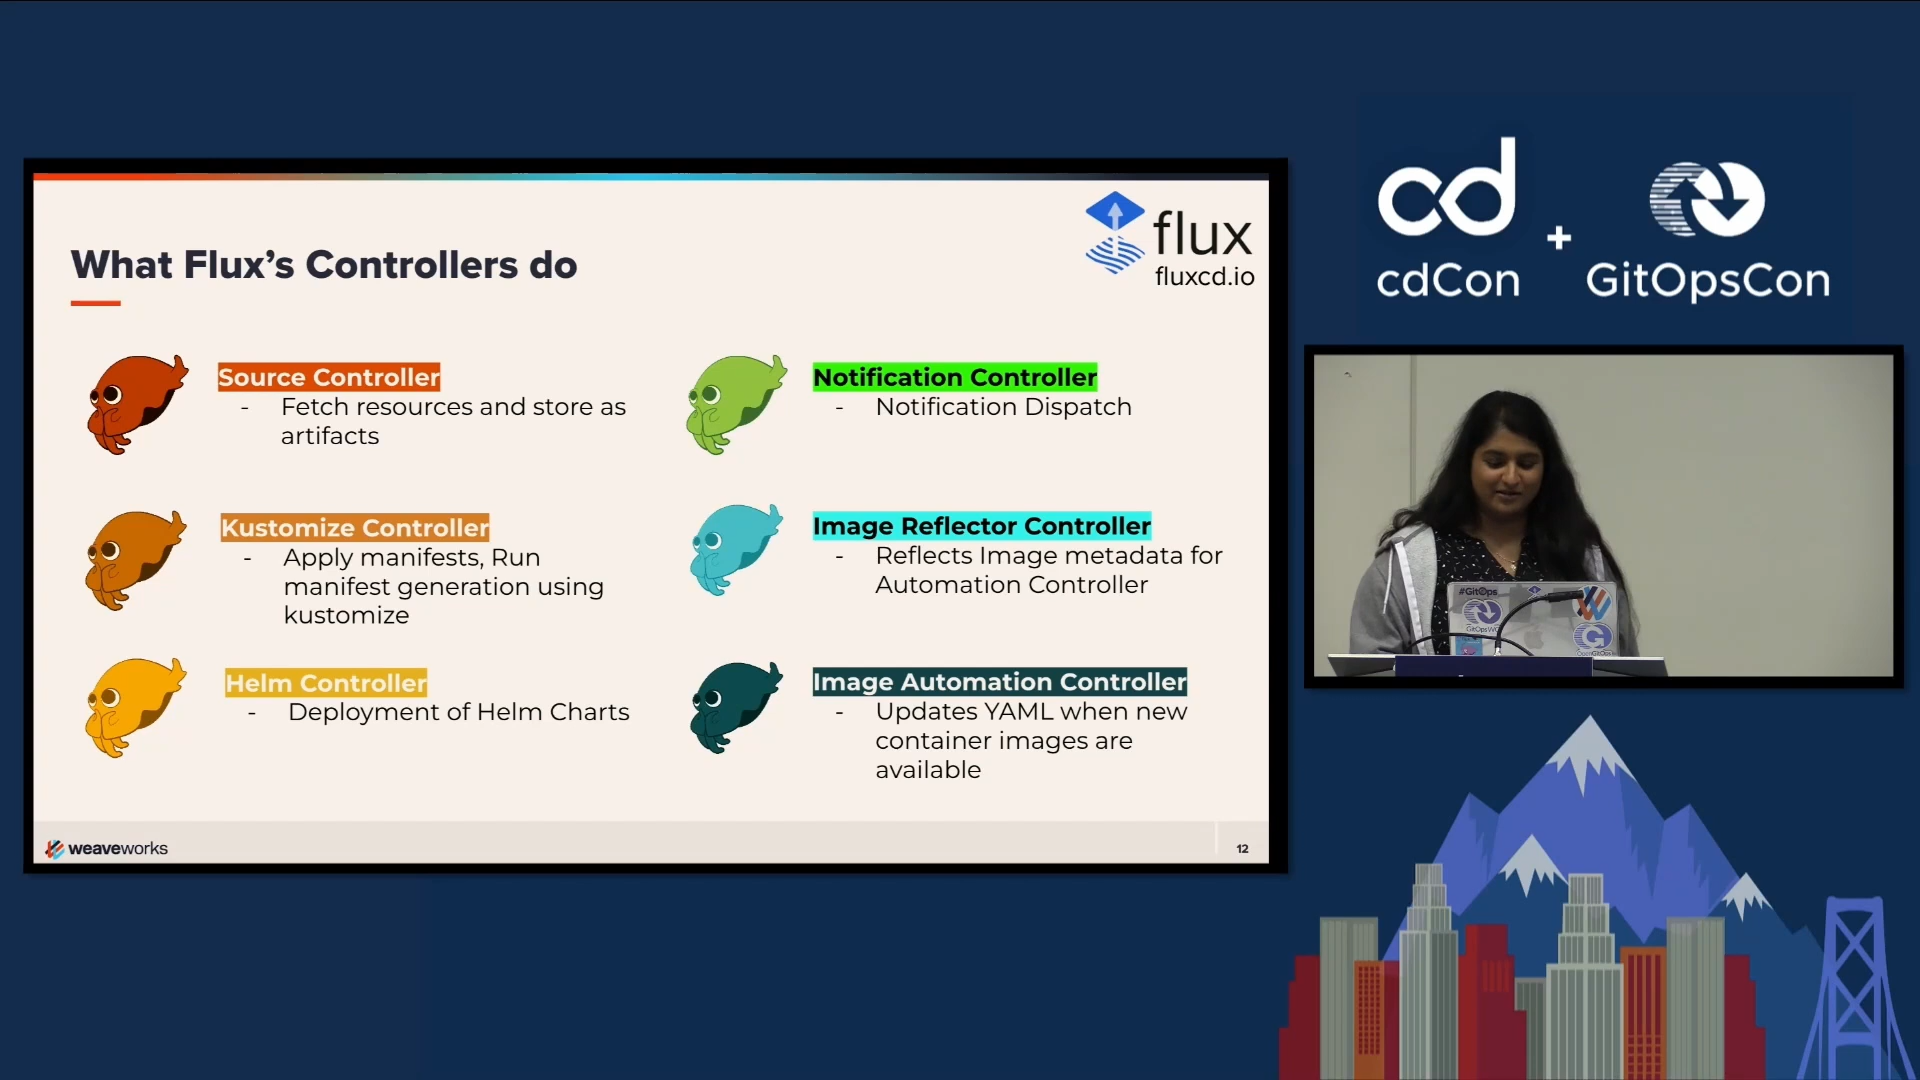 What Flux's Controllers do
flux
fluxcd.io
Source Controller
- Fetch resources and store as
artifacts
Kustomize Controller
- Apply manifests, Run
manifest generation using
kustomize
Helm Controller
- Deployment of Helm Charts
Notification Controller
- Notification Dispatch
Image Reflector Controller
- Reflects Image metadata for
Automation Controller
Image Automation Controller
- Updates YAML when new
container images are
available
weaveworks
12
cd
cdCon
+
GitOpsCon
#GitOps